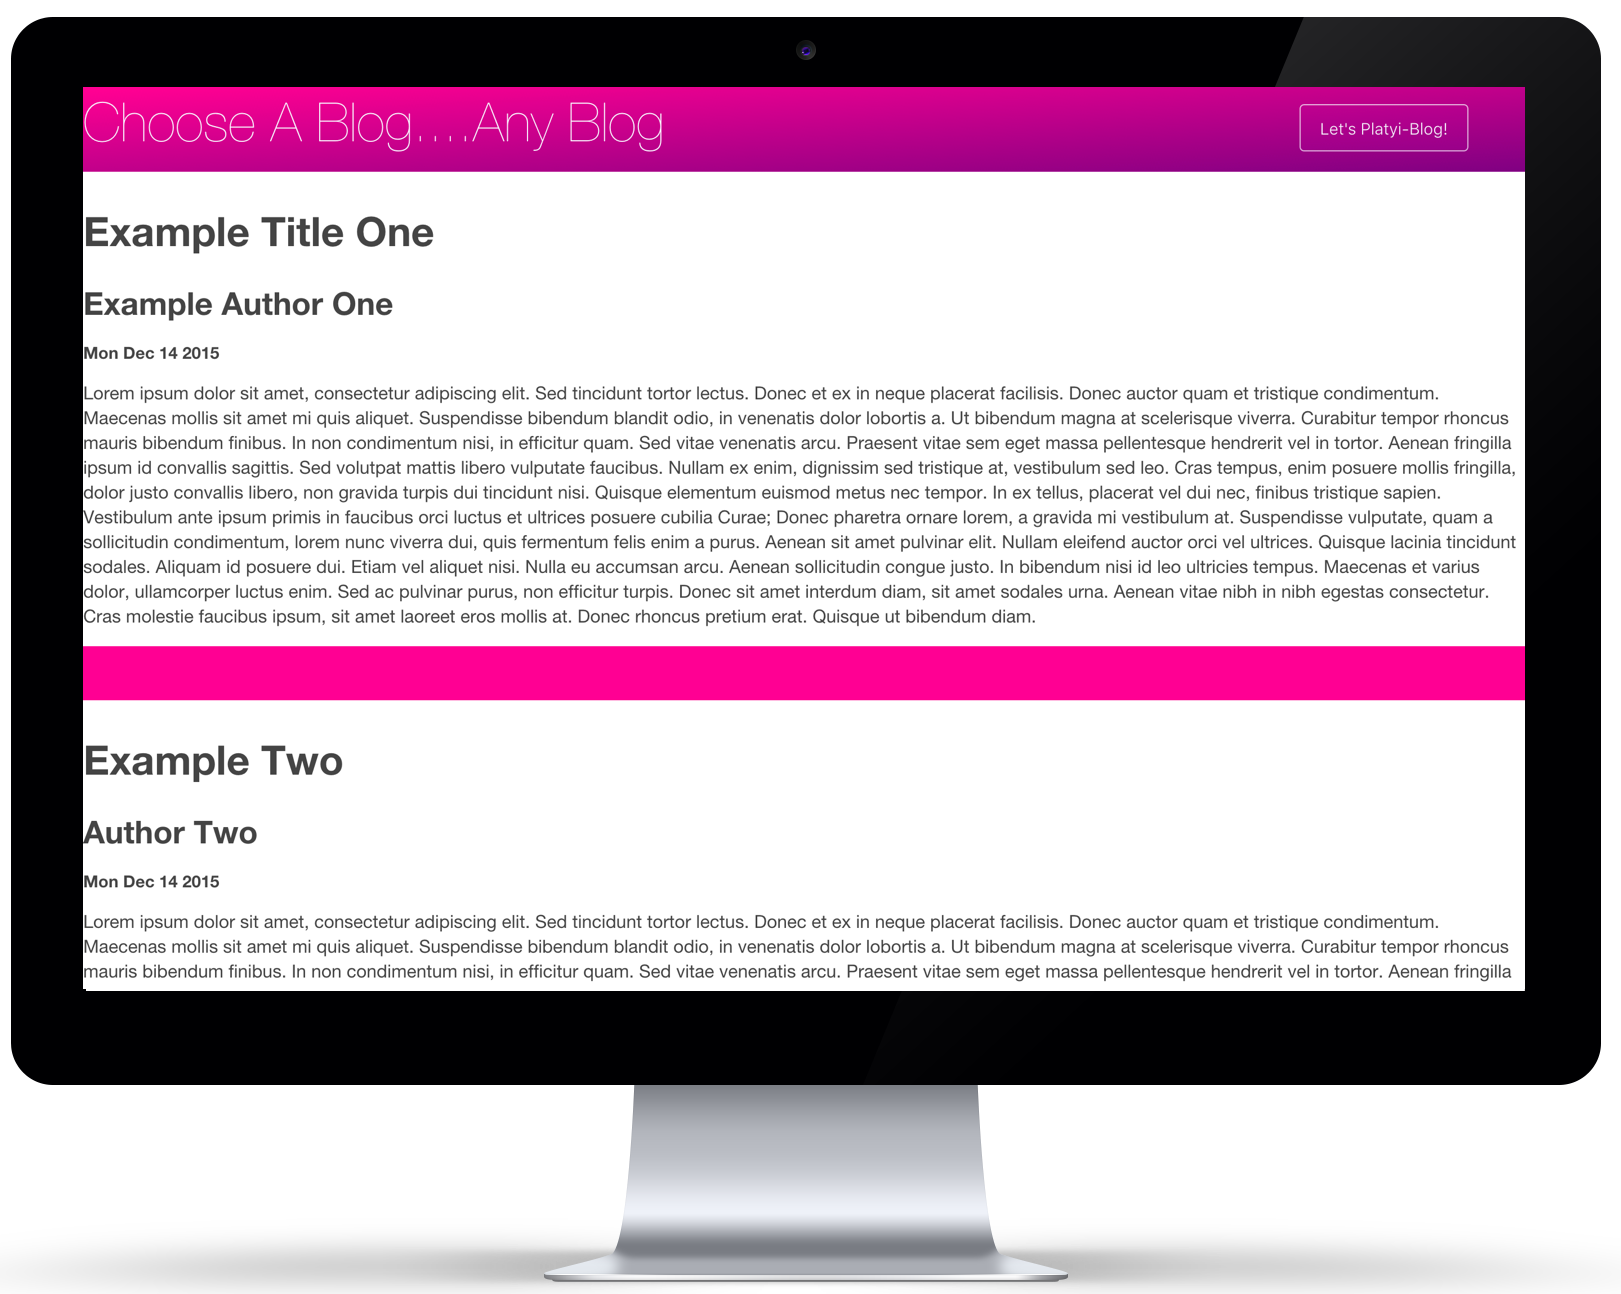 Choose A Blog....Any Blog
Let's Platyi-Blog!
Example Title One
Example Author One
Mon Dec 14 2015
Lorem ipsum dolor sit amet, consectetur adipiscing elit. Sed tincidunt tortor lectus. Donec et ex in neque placerat facilisis. Donec auctor quam et tristique condimentum.
Maecenas mollis sit amet mi quis aliquet. Suspendisse bibendum blandit odio, in venenatis dolor lobortis a. Ut bibendum magna at scelerisque viverra. Curabitur tempor rhoncus
mauris bibendum finibus. In non condimentum nisi, in efficitur quam. Sed vitae venenatis arcu. Praesent vitae sem eget massa pellentesque hendrerit vel in tortor. Aenean fringilla
ipsum id convallis sagittis. Sed volutpat mattis libero vulputate faucibus. Nullam ex enim, dignissim sed tristique at, vestibulum sed leo. Cras tempus, enim posuere mollis fringilla,
dolor justo convallis libero, non gravida turpis dui tincidunt nisi. Quisque elementum euismod metus nec tempor. In ex tellus, placerat vel dui nec, finibus tristique sapien.
Vestibulum ante ipsum primis in faucibus orci luctus et ultrices posuere cubilia Curae; Donec pharetra ornare lorem, a gravida mi vestibulum at. Suspendisse vulputate, quam a
sollicitudin condimentum, lorem nunc viverra dui, quis fermentum felis enim a purus. Aenean sit amet pulvinar elit. Nullam eleifend auctor orci vel ultrices. Quisque lacinia tincidunt
sodales. Aliquam id posuere dui. Etiam vel aliquet nisi. Nulla eu accumsan arcu. Aenean sollicitudin congue justo. In bibendum nisi id leo ultricies tempus. Maecenas et varius
dolor, ullamcorper luctus enim. Sed ac pulvinar purus, non efficitur turpis. Donec sit amet interdum diam, sit amet sodales urna. Aenean vitae nibh in nibh egestas consectetur.
Cras molestie faucibus ipsum, sit amet laoreet eros mollis at. Donec rhoncus pretium erat. Quisque ut bibendum diam.
Example Two
Author Two
Mon Dec 14 2015
Lorem ipsum dolor sit amet, consectetur adipiscing elit. Sed tincidunt tortor lectus. Donec et ex in neque placerat facilisis. Donec auctor quam et tristique condimentum.
Maecenas mollis sit amet mi quis aliquet. Suspendisse bibendum blandit odio, in venenatis dolor lobortis a. Ut bibendum magna at scelerisque viverra. Curabitur tempor rhoncus
mauris bibendum finibus. In non condimentum nisi, in efficitur quam. Sed vitae venenatis arcu. Praesent vitae sem eget massa pellentesque hendrerit vel in tortor. Aenean fringilla